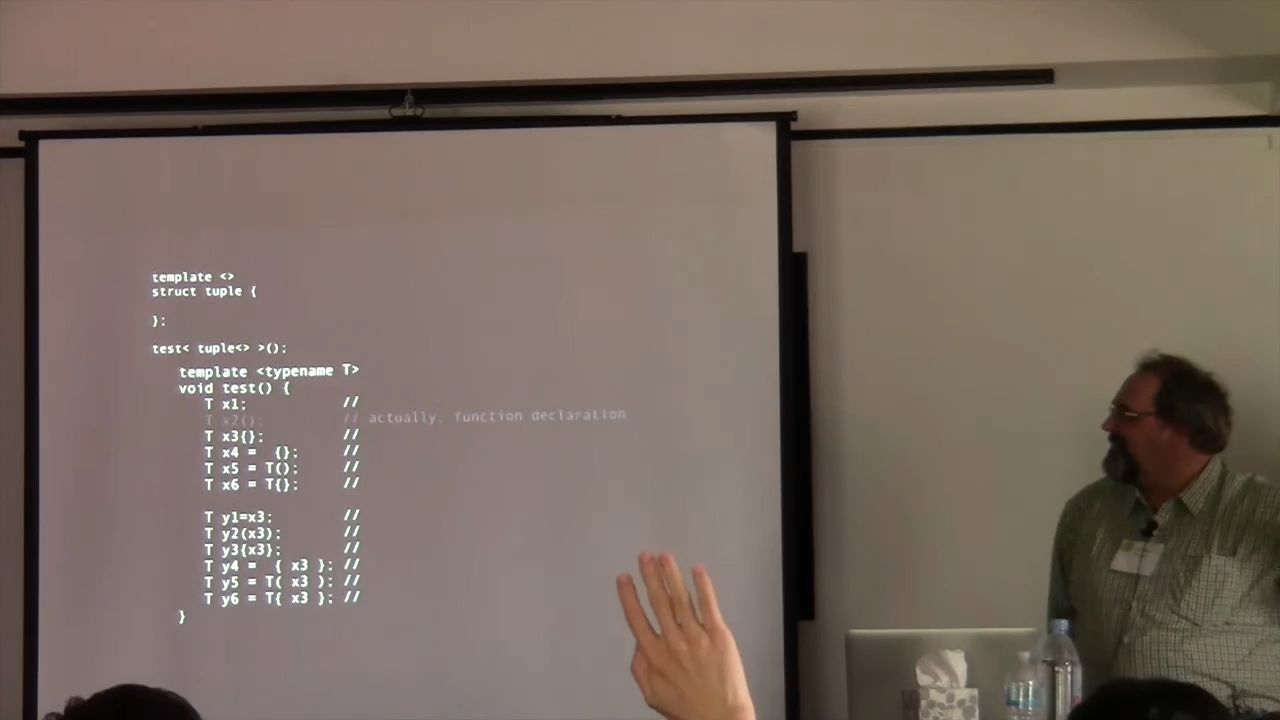 template <>
struct tuple {
};
test< tuple<> >();
template <typename T>
void test() {
T x1; //
T x2(); // actually, function declaration
T x3{}; //
T x4 = {}; //
T x5 = T(); //
T x6 = T{}; //
T y1=x3; //
T y2(x3); //
T y3{x3}; //
T y4 = { x3 }; //
T y5 = T( x3 ); //
T y6 = T{ x3 }; //
}